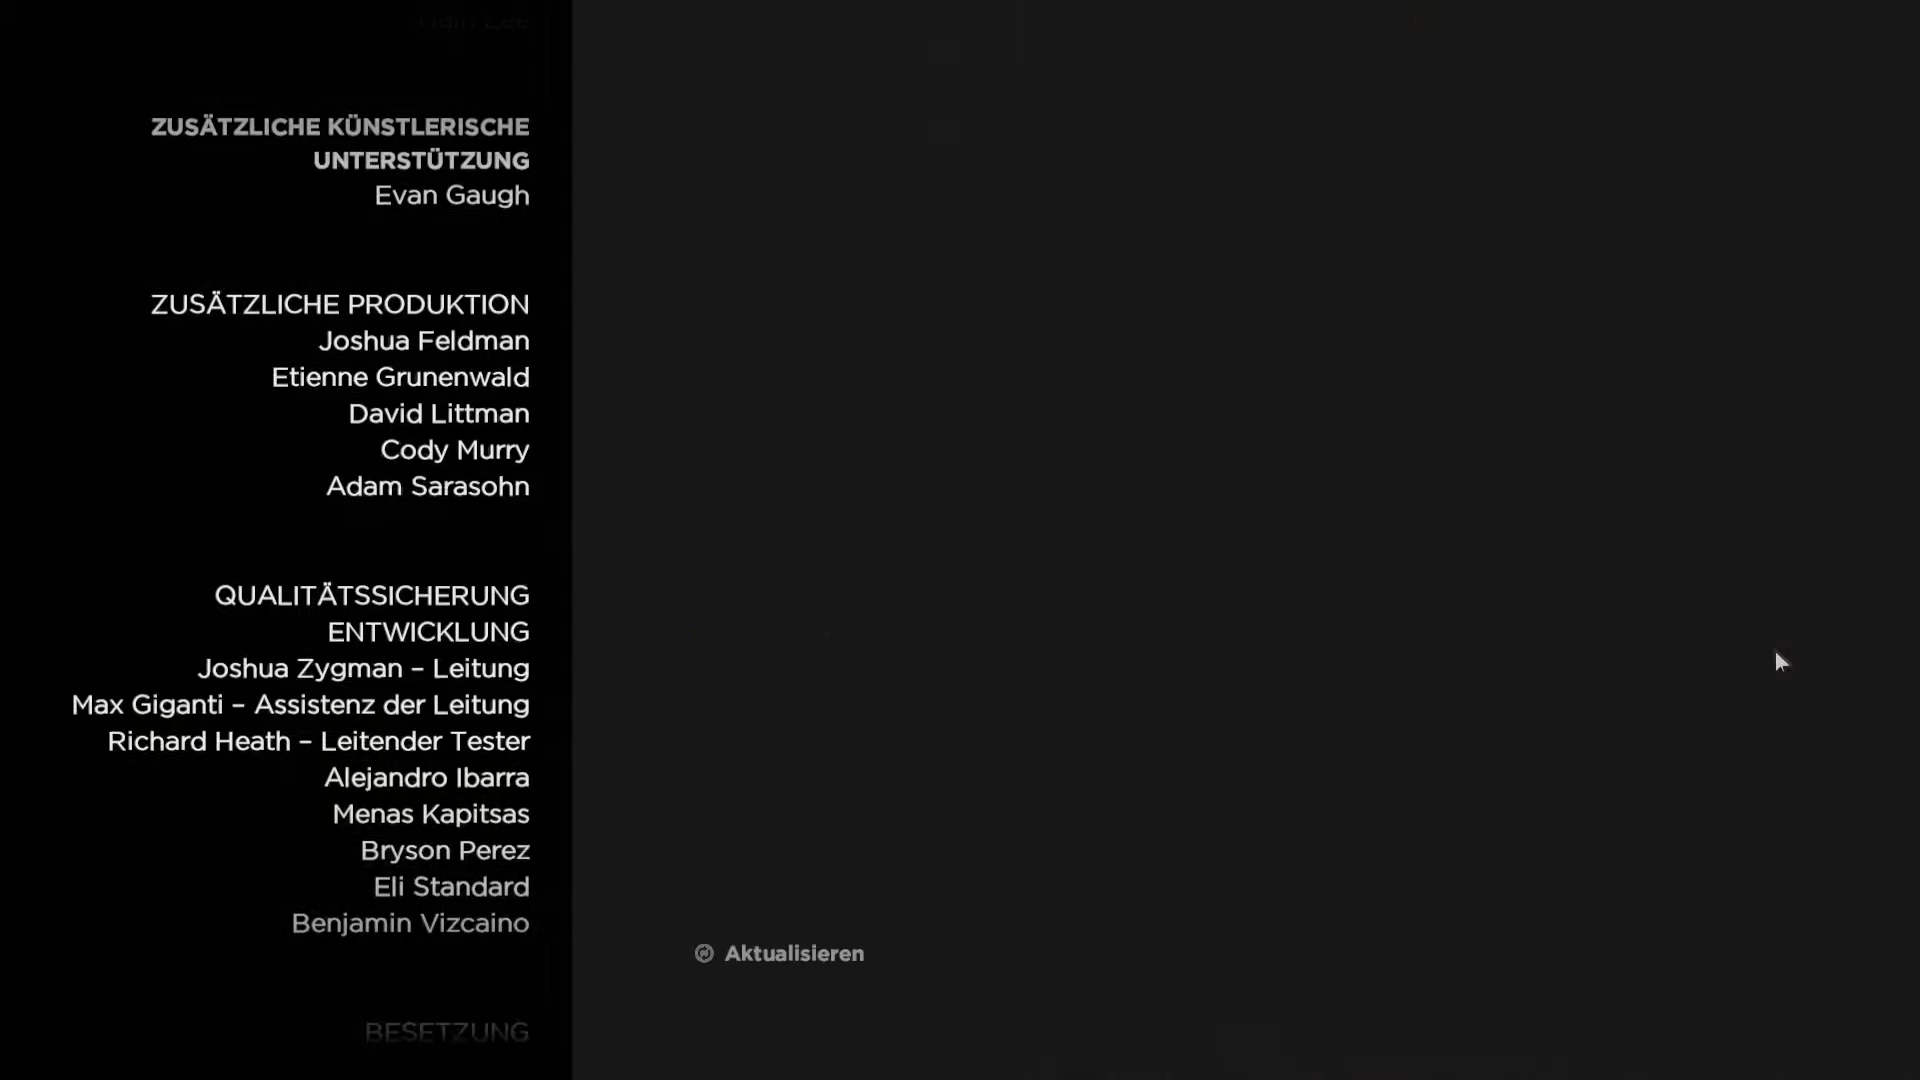 ZUSÄTZLICHE KÜNSTLERISCHE
UNTERSTÜTZUNG
Evan Gaugh
ZUSÄTZLICHE PRODUKTION
Joshua Feldman
Etienne Grunenwald
David Littman
Cody Murry
Adam Sarasohn
QUALITÄTSSICHERUNG
ENTWICKLUNG
Joshua Zygman – Leitung
Max Giganti – Assistenz der Leitung
Richard Heath – Leitender Tester
Alejandro Ibarra
Menas Kapitsas
Bryson Perez
Eli Standard
Benjamin Vizcaino
Aktualisieren
BESETZUNG